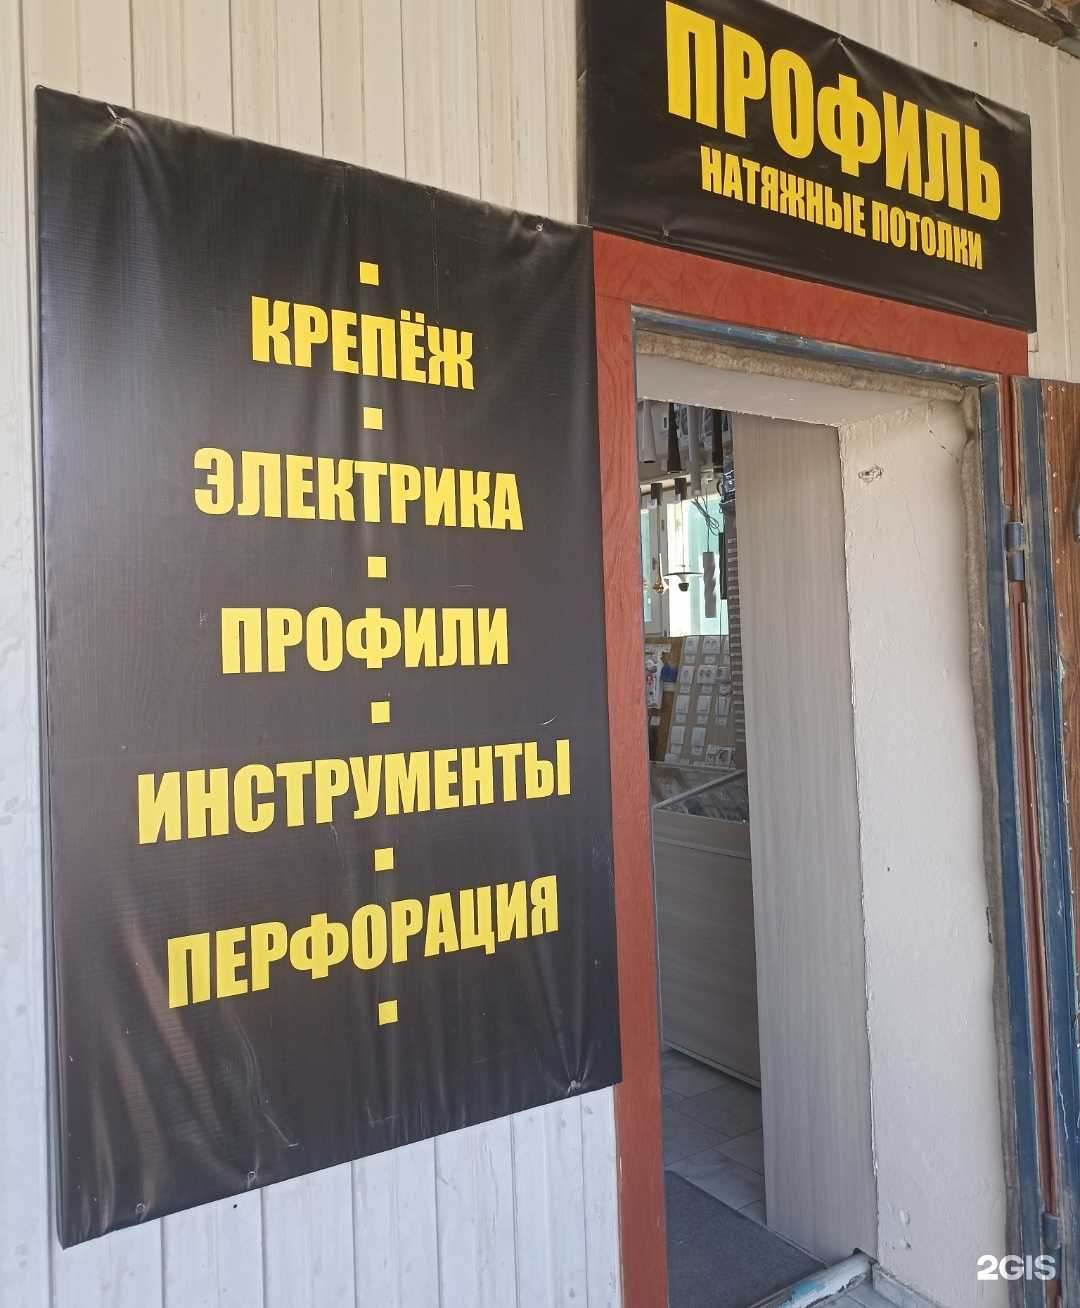 ПРОФИЛЬ
НАТЯЖНЫЕ ПОТОЛКИ
КРЕПЁЖ
ЭЛЕКТРИКА
ПРОФИЛИ
ИНСТРУМЕНТЫ
ПЕРФОРАЦИЯ
2GIS